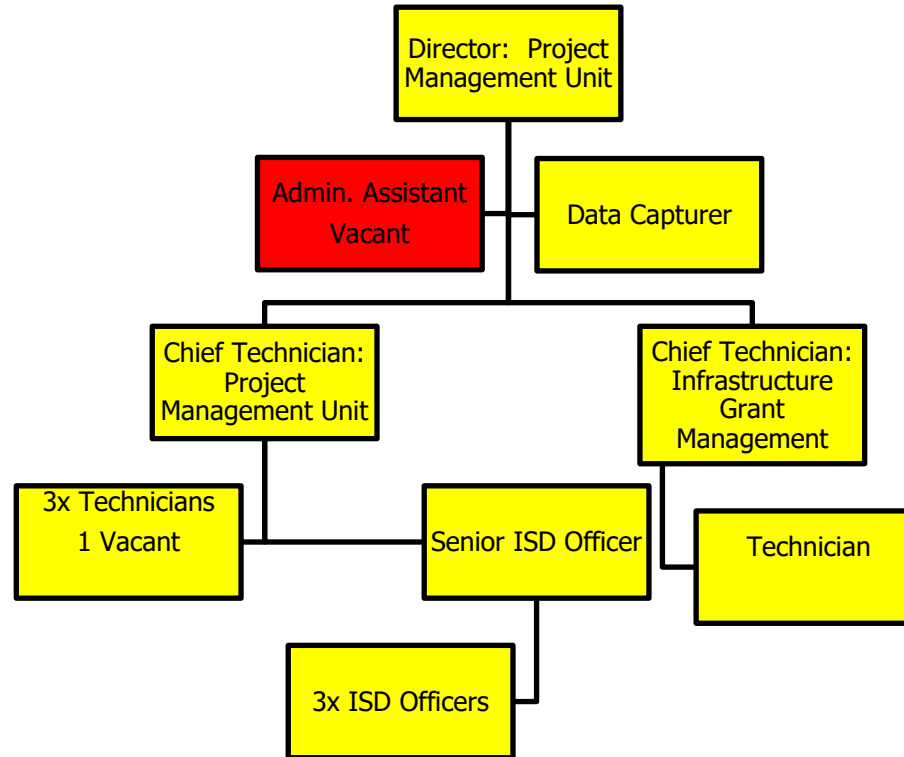 Director: Project
Management Unit
Admin. Assistant
Vacant
Data Capturer
Chief Technician:
Project
Management Unit
Chief Technician:
Infrastructure
Grant
Management
3x Technicians
1 Vacant
Senior ISD Officer
Technician
3x ISD Officers